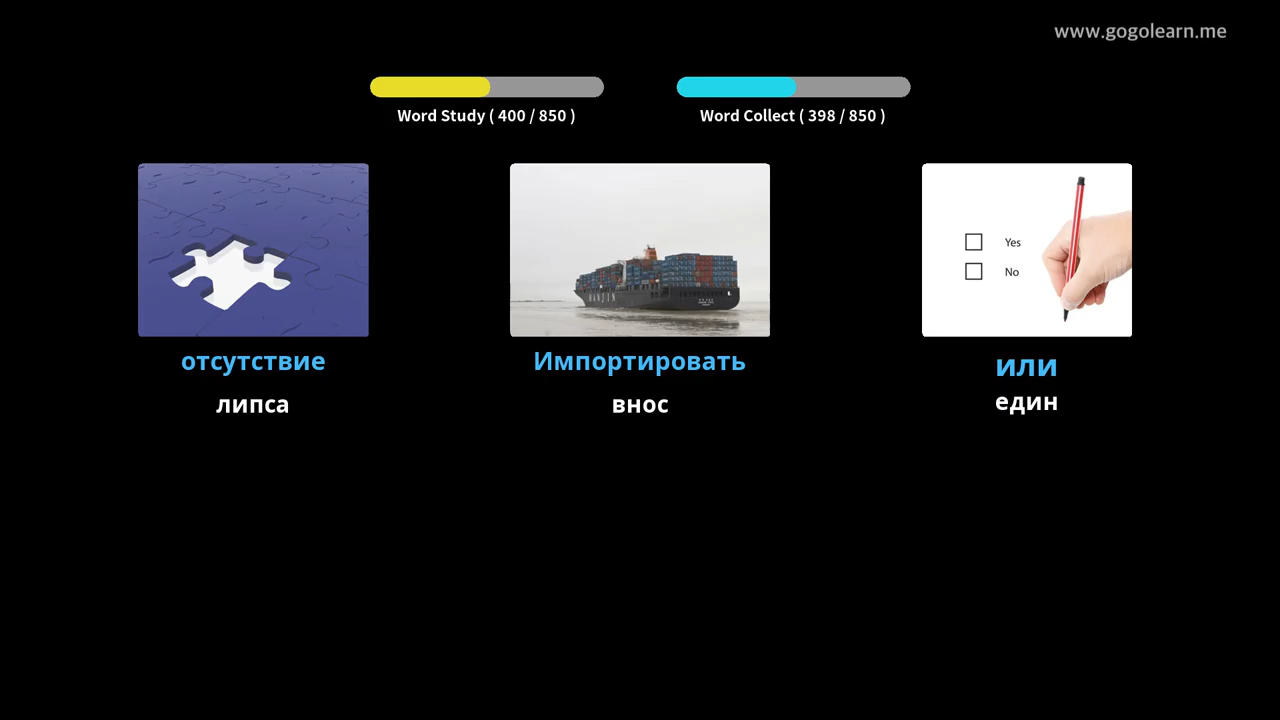 www.gogolearn.me
Word Study ( 400 / 850 )
Word Collect ( 398 / 850 )
Yes
No
HANJIN
отсутствие
Импортировать
или
липса
внос
един